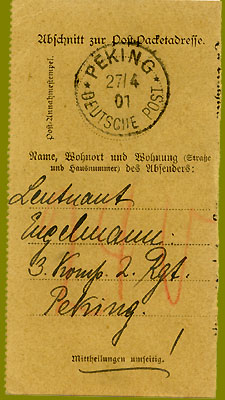 Abschnitt zur Post-Packetadresse.
Post-Annahmestempel.
PEKING
27/4
01
DEUTSCHE POST
Name, Wohnort und Wohnung (Straße
und Hausnummer) des Absenders:
Leutnant
Engelmann.
3. Komp. 2. Rgt.
Peking.
Mittheilungen umseitig.!